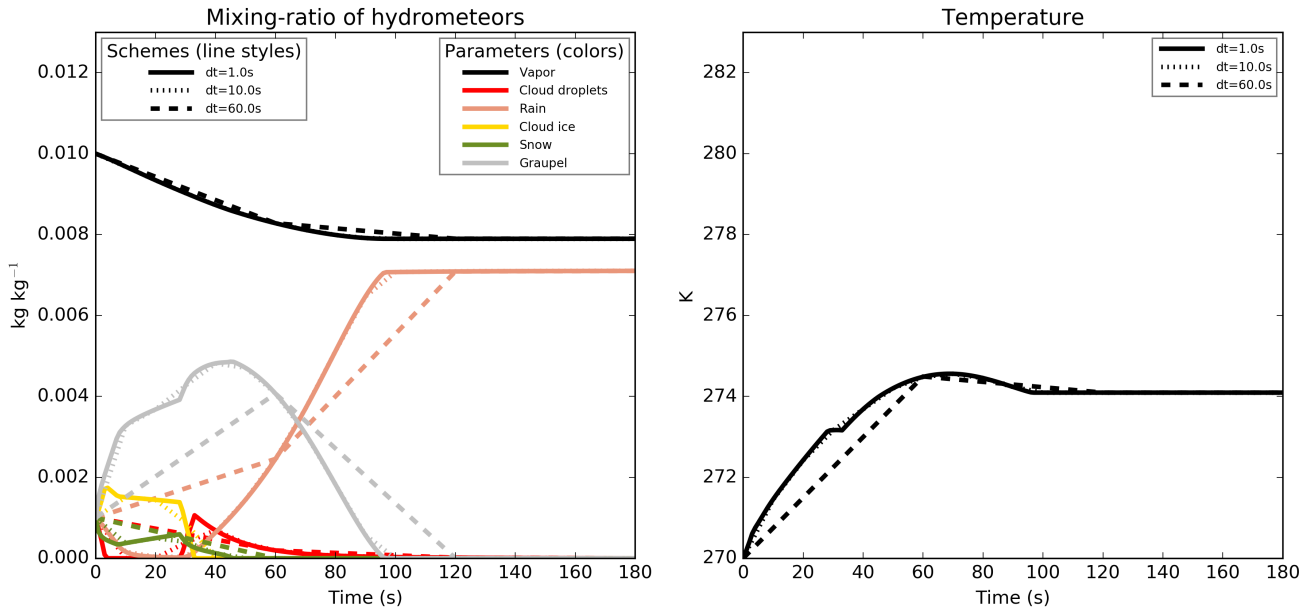 Mixing-ratio of hydrometeors
Schemes (line styles)
dt=1.0s
dt=10.0s
dt=60.0s
Parameters (colors)
Vapor
Cloud droplets
Rain
Cloud ice
Snow
Graupel
0.012
0.010
0.008
0.006
0.004
0.002
0.000
kg kg⁻¹
0 20 40 60 80 100 120 140 160 180
Time (s)
Temperature
dt=1.0s
dt=10.0s
dt=60.0s
282
280
278
276
274
272
270
K
0 20 40 60 80 100 120 140 160 180
Time (s)